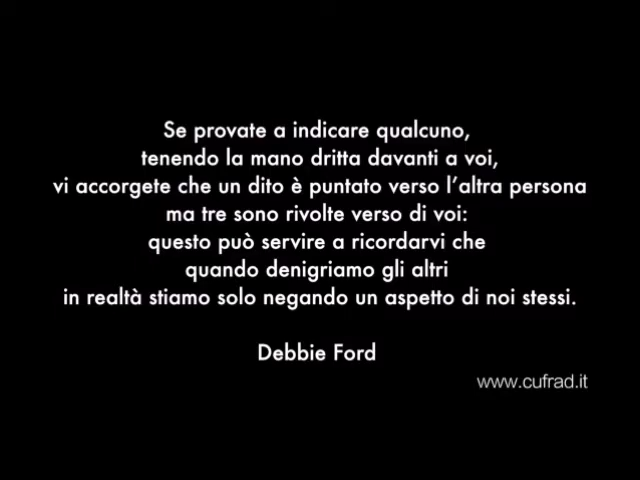 Se provate a indicare qualcuno,
tenendo la mano dritta davanti a voi,
vi accorgete che un dito è puntato verso l'altra persona
ma tre sono rivolte verso di voi:
questo può servire a ricordarvi che
quando denigriamo gli altri
in realtà stiamo solo negando un aspetto di noi stessi.
Debbie Ford
www.cufrad.it